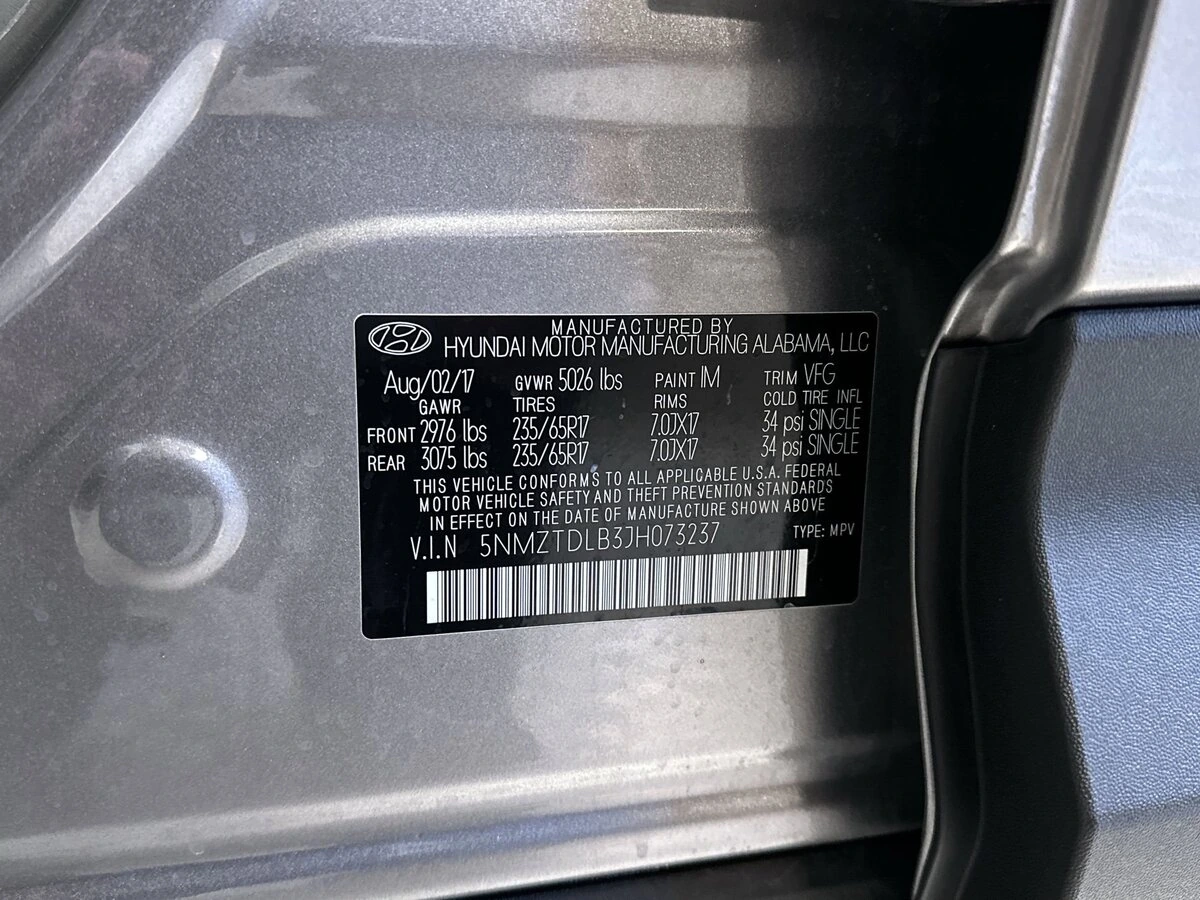 MANUFACTURED BY
HYUNDAI MOTOR MANUFACTURING ALABAMA, LLC
Aug/02/17 GVWR 5026 lbs PAINT IM TRIM VFG
GAWR TIRES RIMS COLD TIRE INFL
FRONT 2976 lbs 235/65R17 7.0JX17 34 psi SINGLE
REAR 3075 lbs 235/65R17 7.0JX17 34 psi SINGLE
THIS VEHICLE CONFORMS TO ALL APPLICABLE U.S.A. FEDERAL
MOTOR VEHICLE SAFETY AND THEFT PREVENTION STANDARDS
IN EFFECT ON THE DATE OF MANUFACTURE SHOWN ABOVE
V.I.N 5NMZTDLB3JH073237 TYPE: MPV